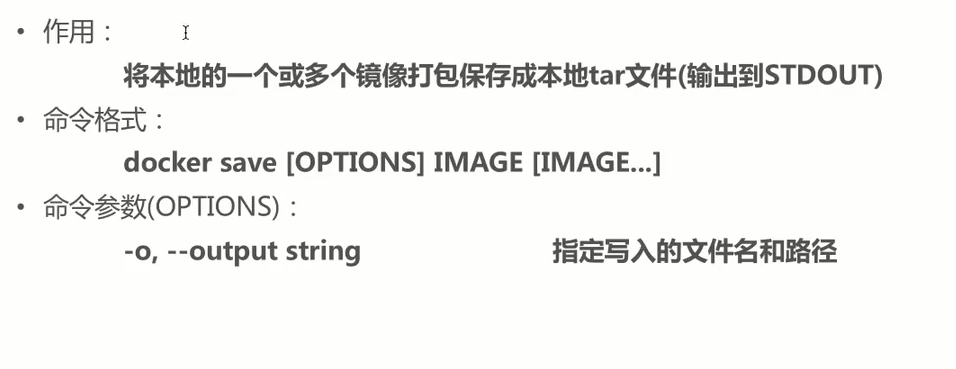 • 作用：
将本地的一个或多个镜像打包保存成本地tar文件(输出到STDOUT)
• 命令格式：
docker save [OPTIONS] IMAGE [IMAGE...]
• 命令参数(OPTIONS)：
-o, --output string 指定写入的文件名和路径